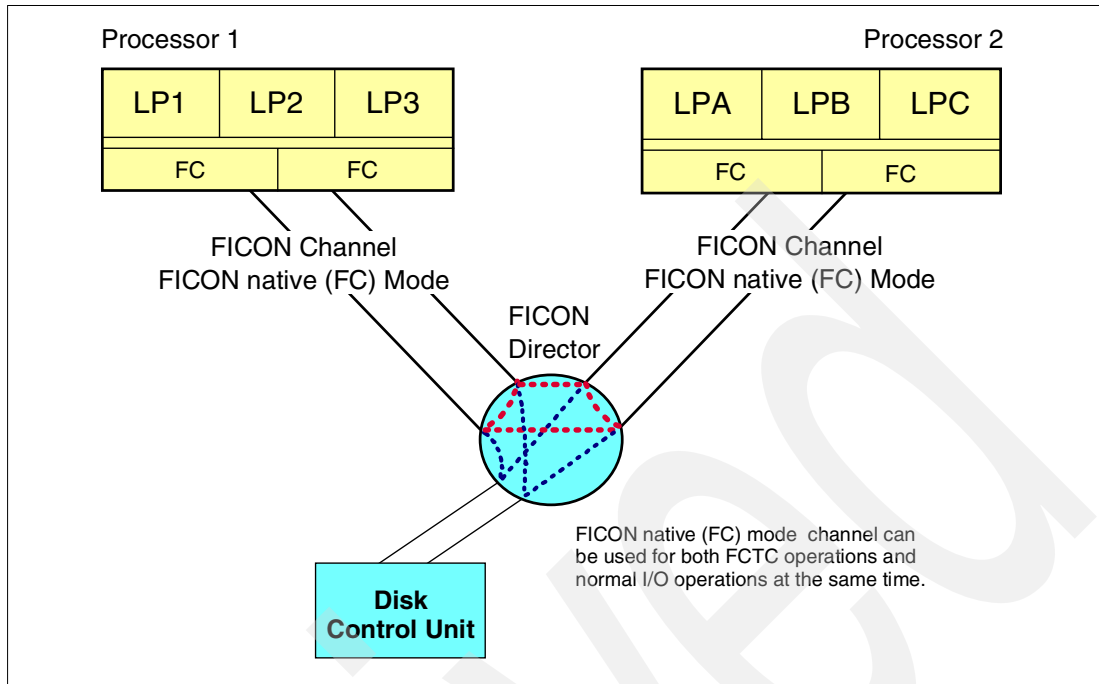 Processor 1
Processor 2
LP1 LP2 LP3
FC FC
LPA LPB LPC
FC FC
FICON Channel
FICON native (FC) Mode
FICON Channel
FICON native (FC) Mode
FICON
Director
FICON native (FC) mode channel can
be used for both FCTC operations and
normal I/O operations at the same time.
Disk
Control Unit